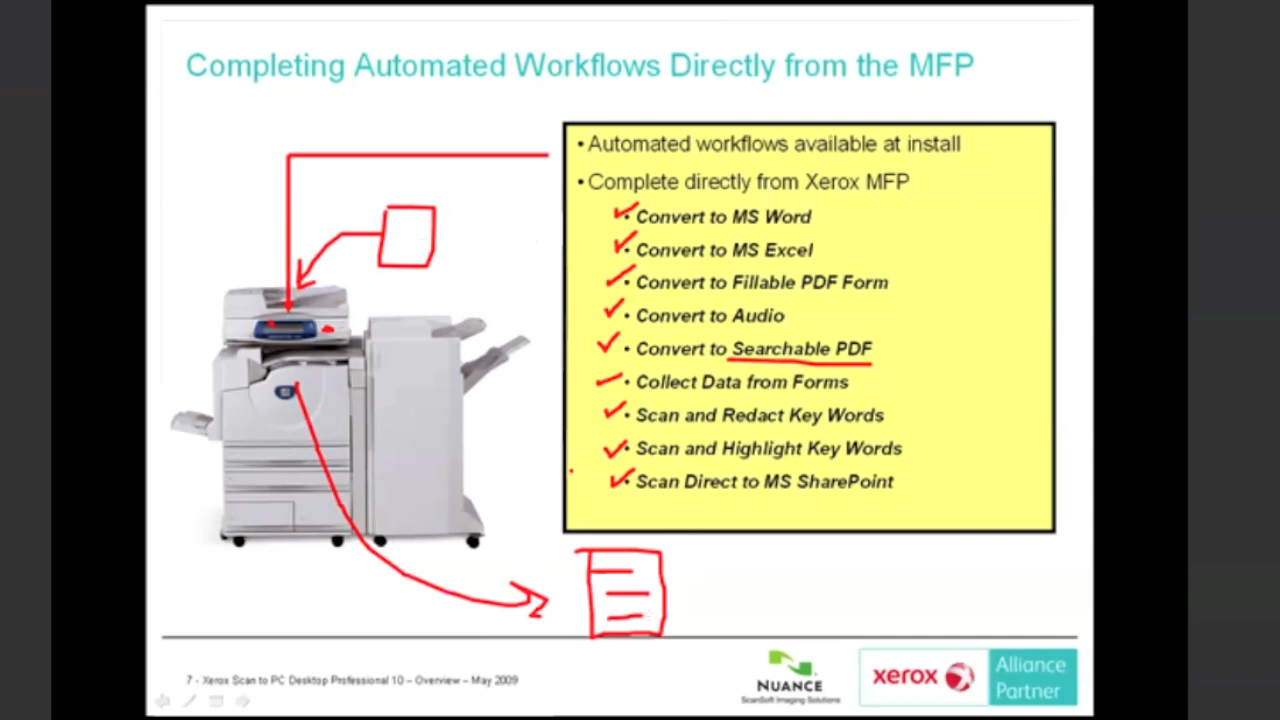 Completing Automated Workflows Directly from the MFP
• Automated workflows available at install
• Complete directly from Xerox MFP
• Convert to MS Word
• Convert to MS Excel
• Convert to Fillable PDF Form
• Convert to Audio
• Convert to Searchable PDF
• Collect Data from Forms
• Scan and Redact Key Words
• Scan and Highlight Key Words
• Scan Direct to MS SharePoint
7 - Xerox Scan to PC Desktop Professional 10 – Overview – May 2009
NUANCE
ScanSoft Imaging Solutions
xerox
Alliance
Partner